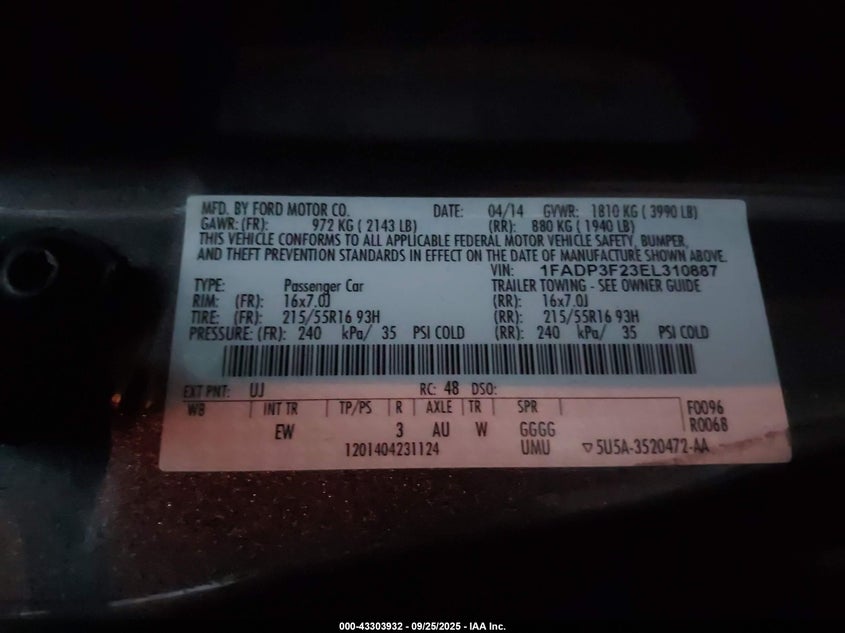 MFD. BY FORD MOTOR CO. DATE: 04/14 GVWR: 1810 KG ( 3990 LB)
GAWR: (FR): 972 KG ( 2143 LB) (RR): 880 KG ( 1940 LB)
THIS VEHICLE CONFORMS TO ALL APPLICABLE FEDERAL MOTOR VEHICLE SAFETY, BUMPER,
AND THEFT PREVENTION STANDARDS IN EFFECT ON THE DATE OF MANUFACTURE SHOWN ABOVE.
VIN: 1FADP3F23EL310887
TYPE: Passenger Car TRAILER TOWING - SEE OWNER GUIDE
RIM: (FR): 16x7.0J (RR): 16x7.0J
TIRE: (FR): 215/55R16 93H (RR): 215/55R16 93H
PRESSURE: (FR): 240 kPa/ 35 PSI COLD (RR): 240 kPa/ 35 PSI COLD
EXT PNT: UJ RC: 48 DSO:
WB INT TR TP/PS R AXLE TR SPR F0096
EW 3 AU W GGGG R0068
1201404231124 UMU ▽ 5U5A-3520472-AA
000-43303932 - 09/25/2025 - IAA Inc.